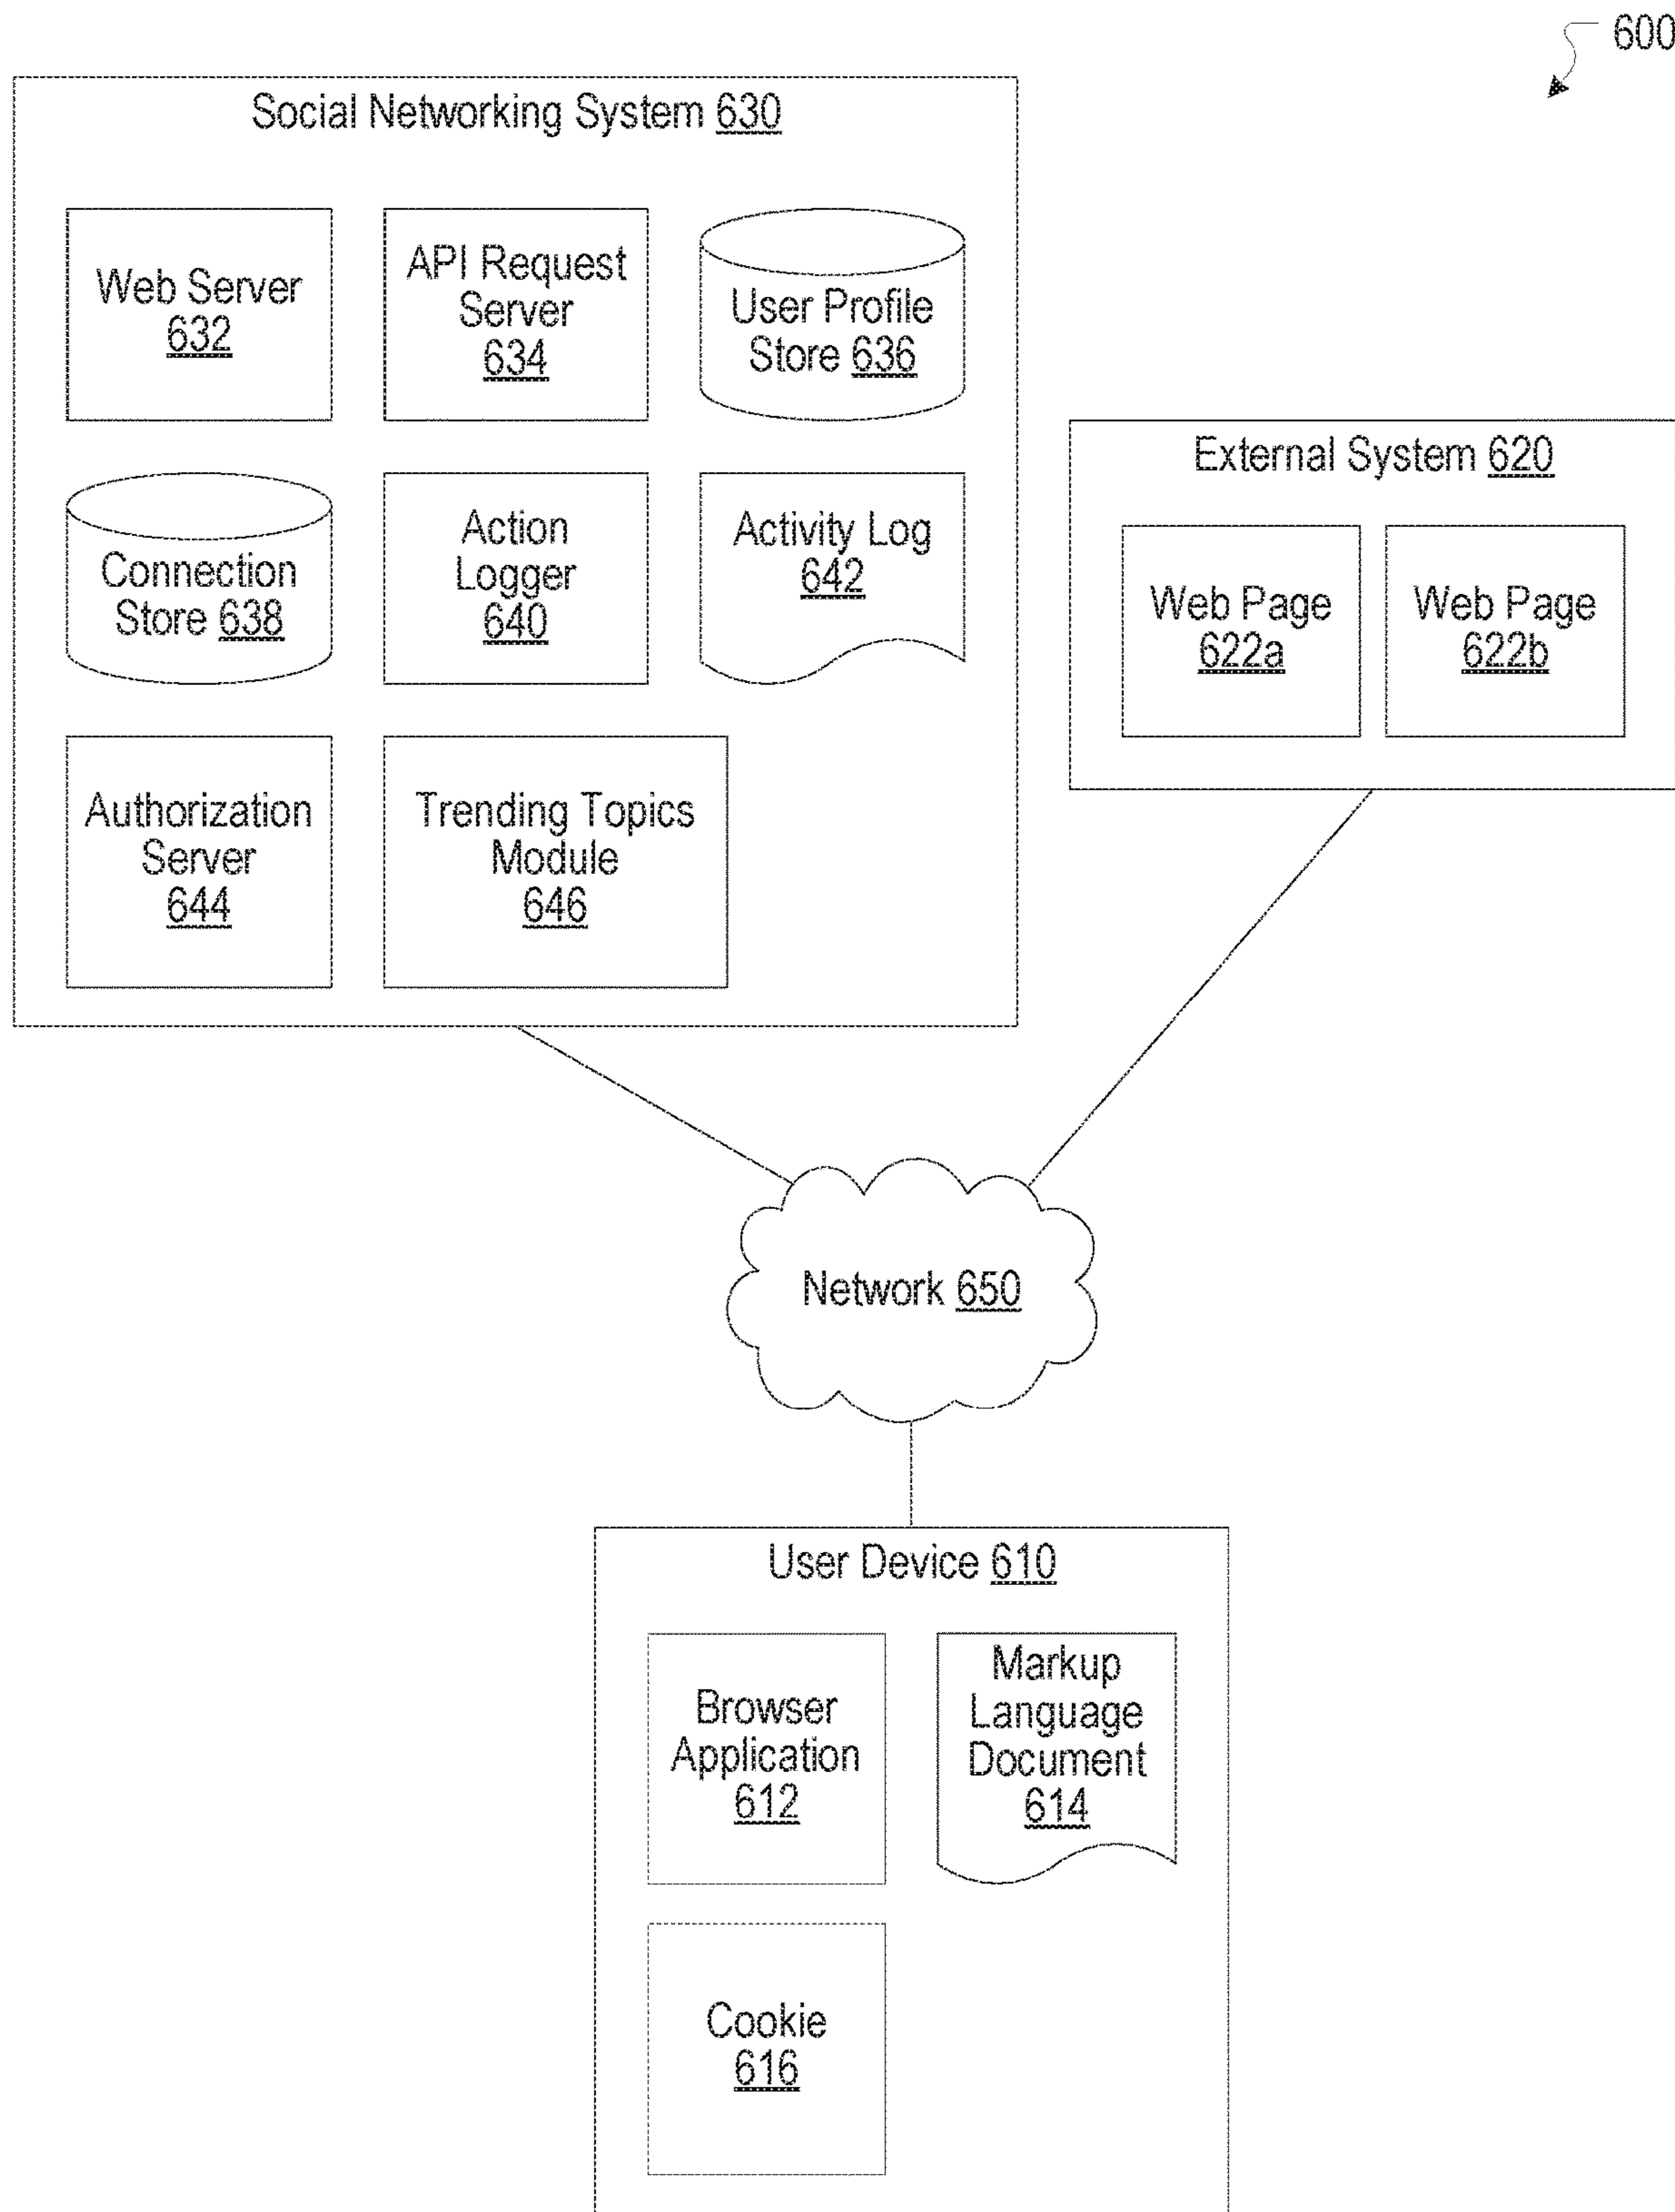 600
Social Networking System 630
Web Server
632
API Request
Server
634
User Profile
Store 636
Connection
Store 638
Action
Logger
640
Activity Log
642
Authorization
Server
644
Trending Topics
Module
646
External System 620
Web Page
622a
Web Page
622b
Network 650
User Device 610
Browser
Application
612
Markup
Language
Document
614
Cookie
616